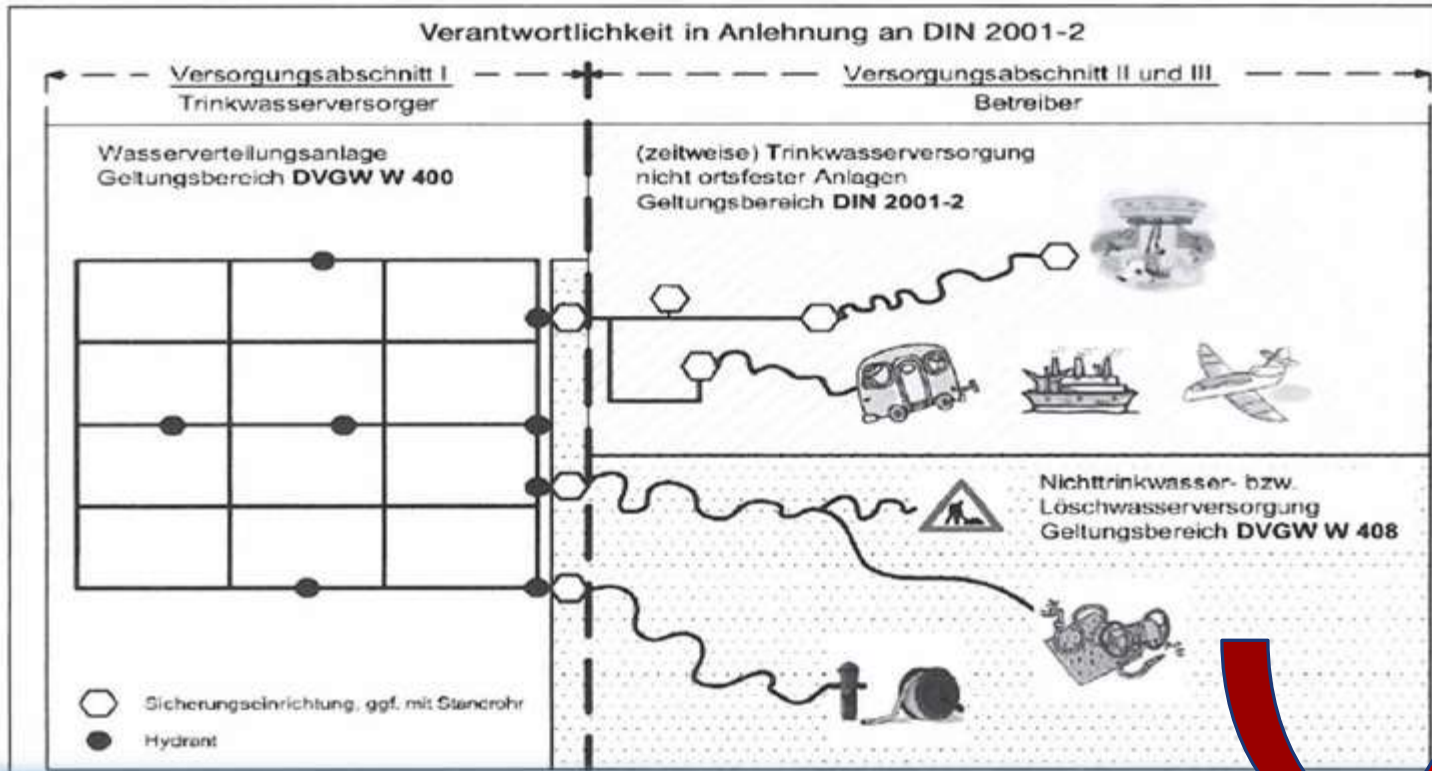 Verantwortlichkeit in Anlehnung an DIN 2001-2
Versorgungsabschnitt I
Trinkwasserversorger
Versorgungsabschnitt II und III
Betreiber
Wasserverteilungsanlage
Geltungsbereich DVGW W 400
(zeitweise) Trinkwasserversorgung
nicht ortsfester Anlagen
Geltungsbereich DIN 2001-2
Nichttrinkwasser- bzw.
Löschwasserversorgung
Geltungsbereich DVGW W 408
Sicherungseinrichtung, ggf. mit Standrohr
Hydrant